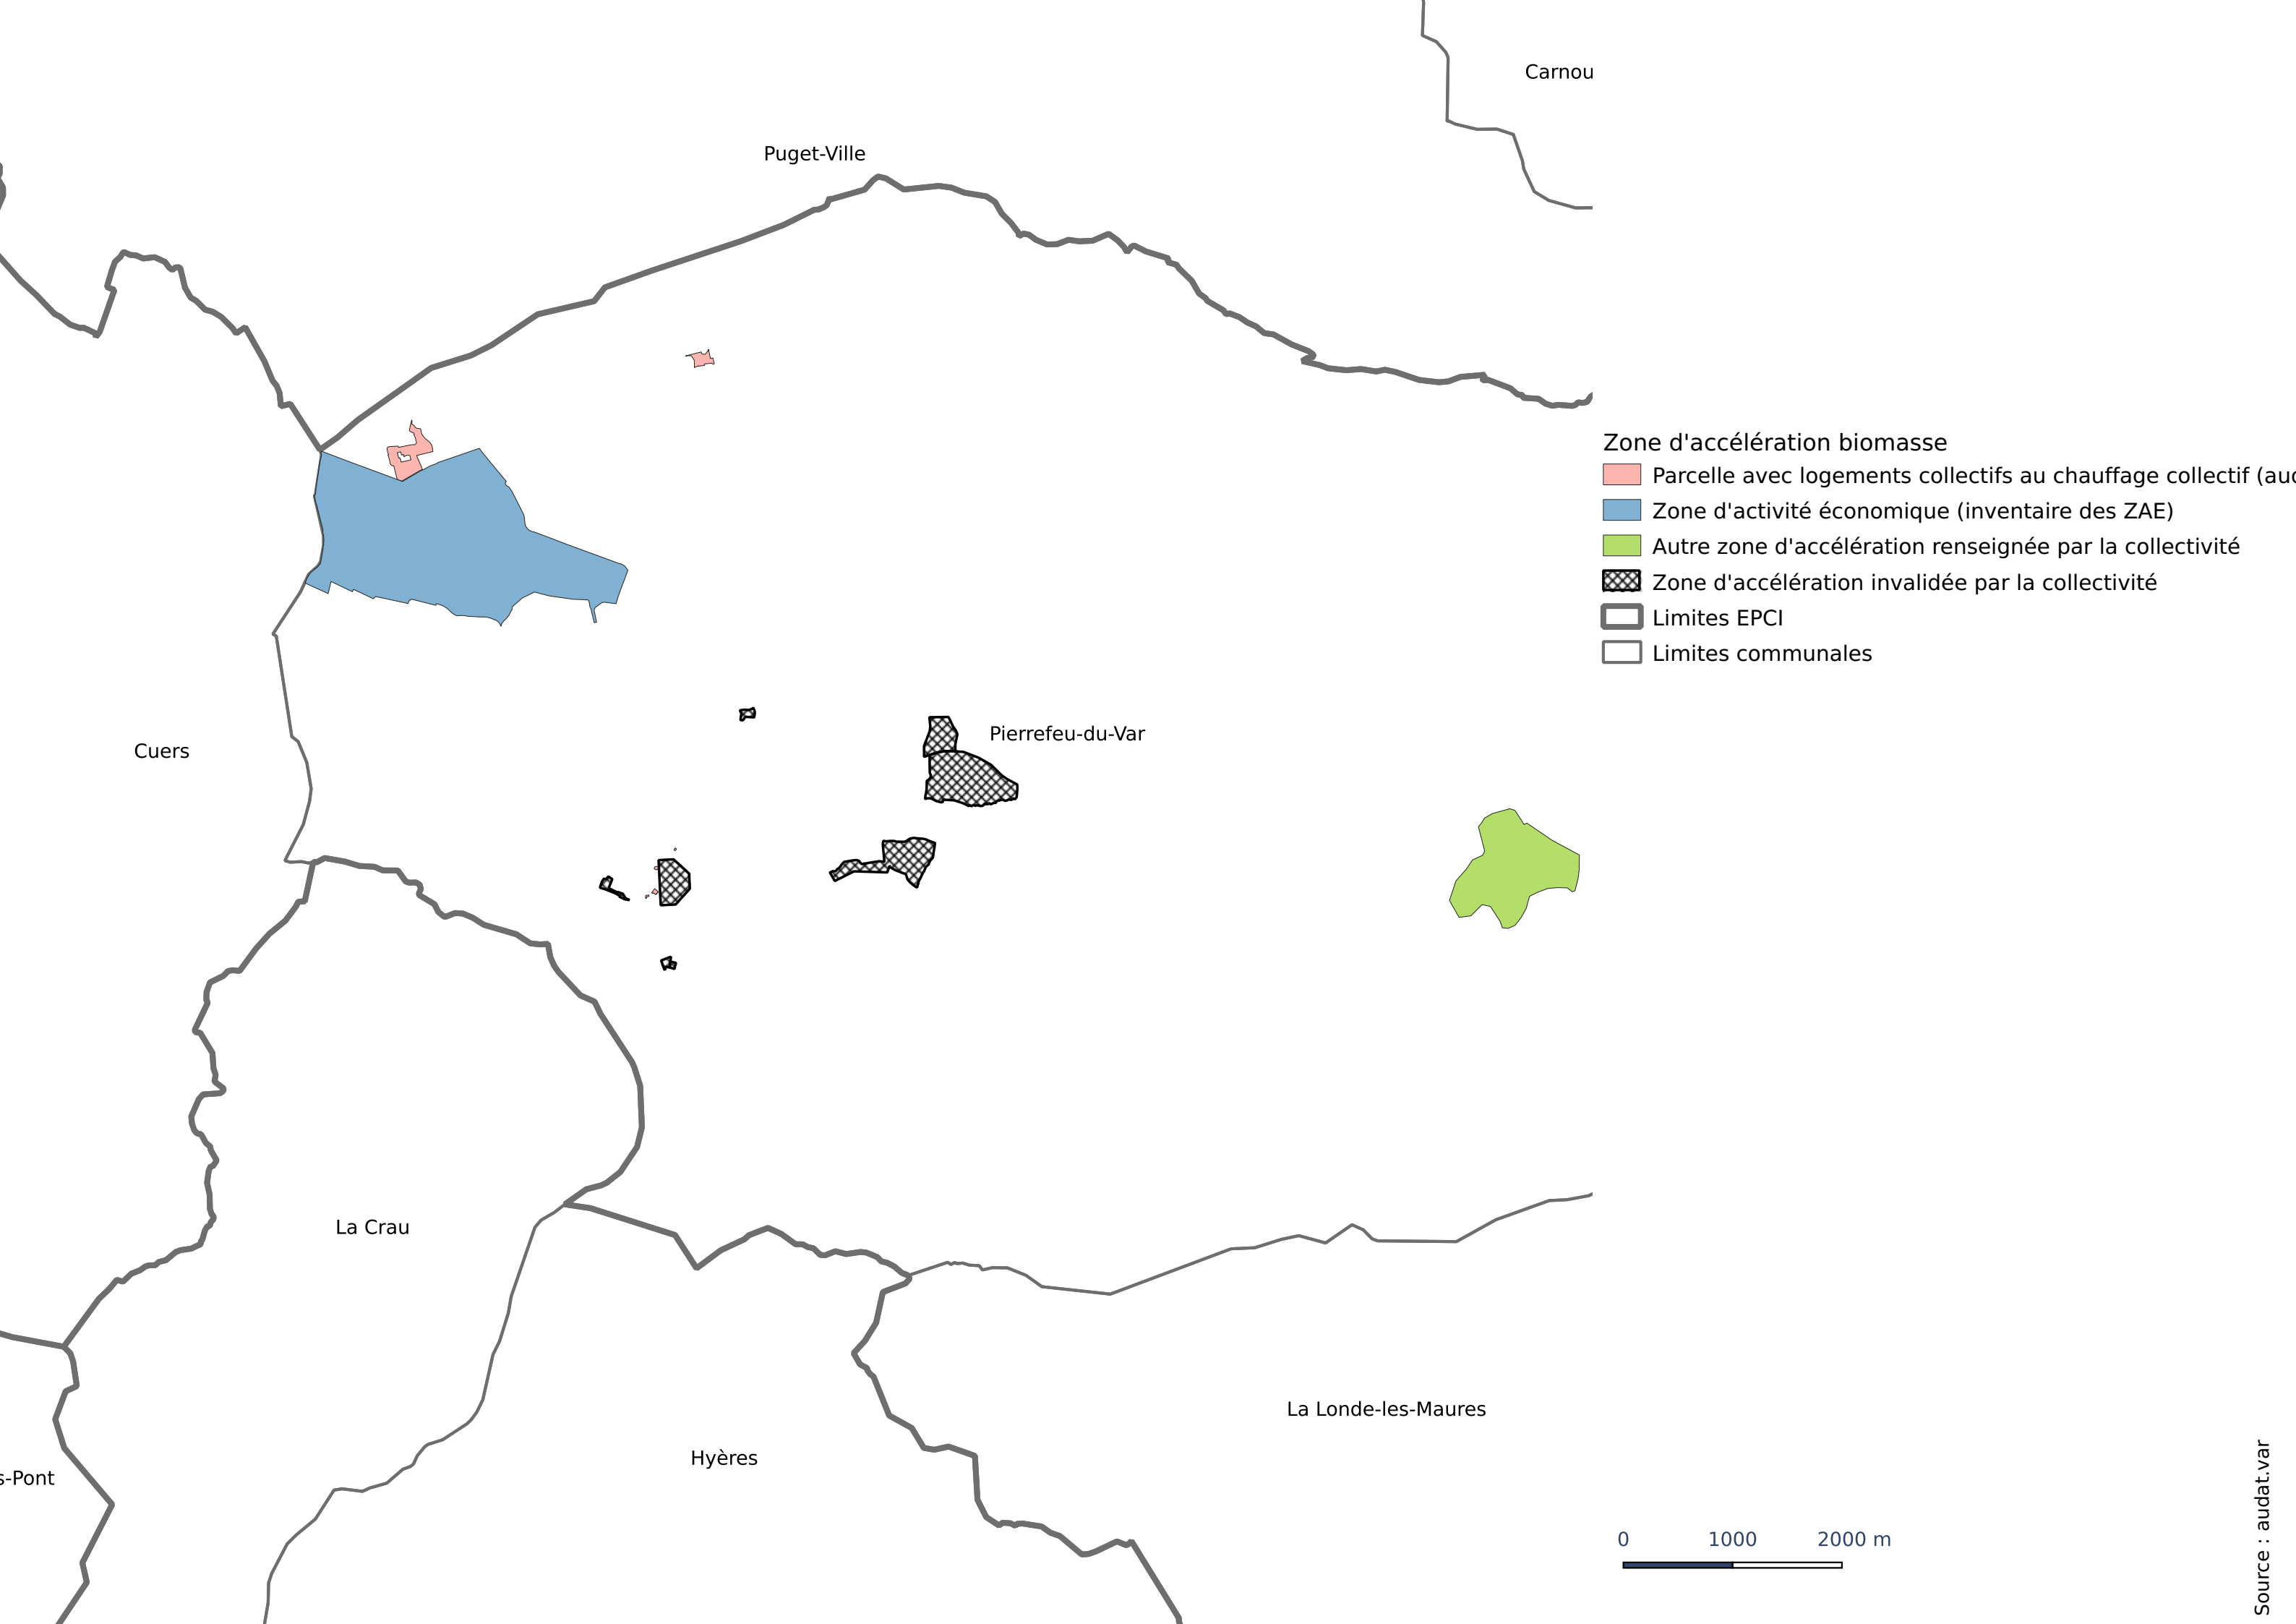 Carnou
Puget-Ville
Zone d'accélération biomasse
Parcelle avec logements collectifs au chauffage collectif (aud
Zone d'activité économique (inventaire des ZAE)
Autre zone d'accélération renseignée par la collectivité
Zone d'accélération invalidée par la collectivité
Limites EPCI
Limites communales
Pierrefeu-du-Var
Cuers
La Crau
La Londe-les-Maures
Hyères
s-Pont
0 1000 2000 m
Source : audat.var